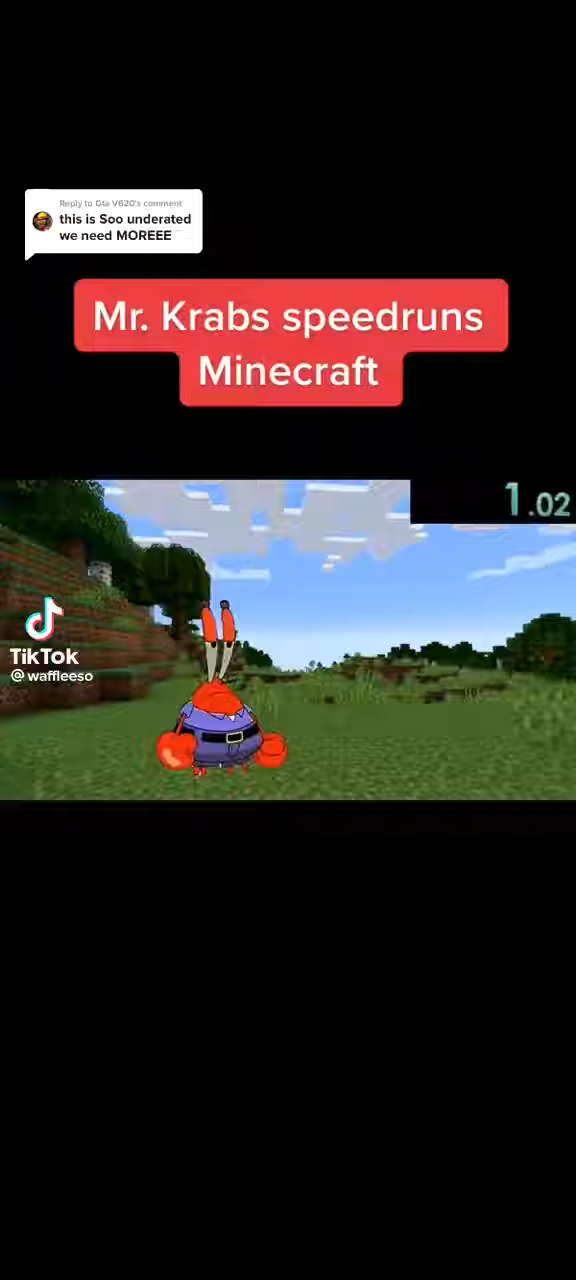 Reply to Gta V620's comment
this is Soo underated
we need MOREEE
Mr. Krabs speedruns
Minecraft
1.02
TikTok
@waffleeso